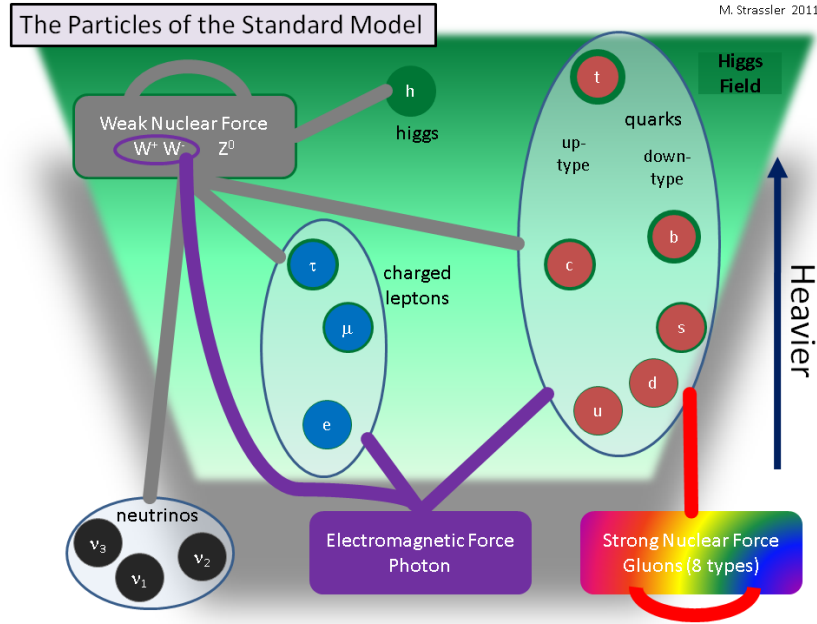 M. Strassler 2011
The Particles of the Standard Model
Higgs
Field
h
higgs
Weak Nuclear Force
W⁺ W⁻ Z⁰
t
quarks
up-
type
down-
type
b
c
s
d
u
τ
charged
leptons
μ
e
Heavier
neutrinos
ν₃
ν₁
ν₂
Electromagnetic Force
Photon
Strong Nuclear Force
Gluons (8 types)